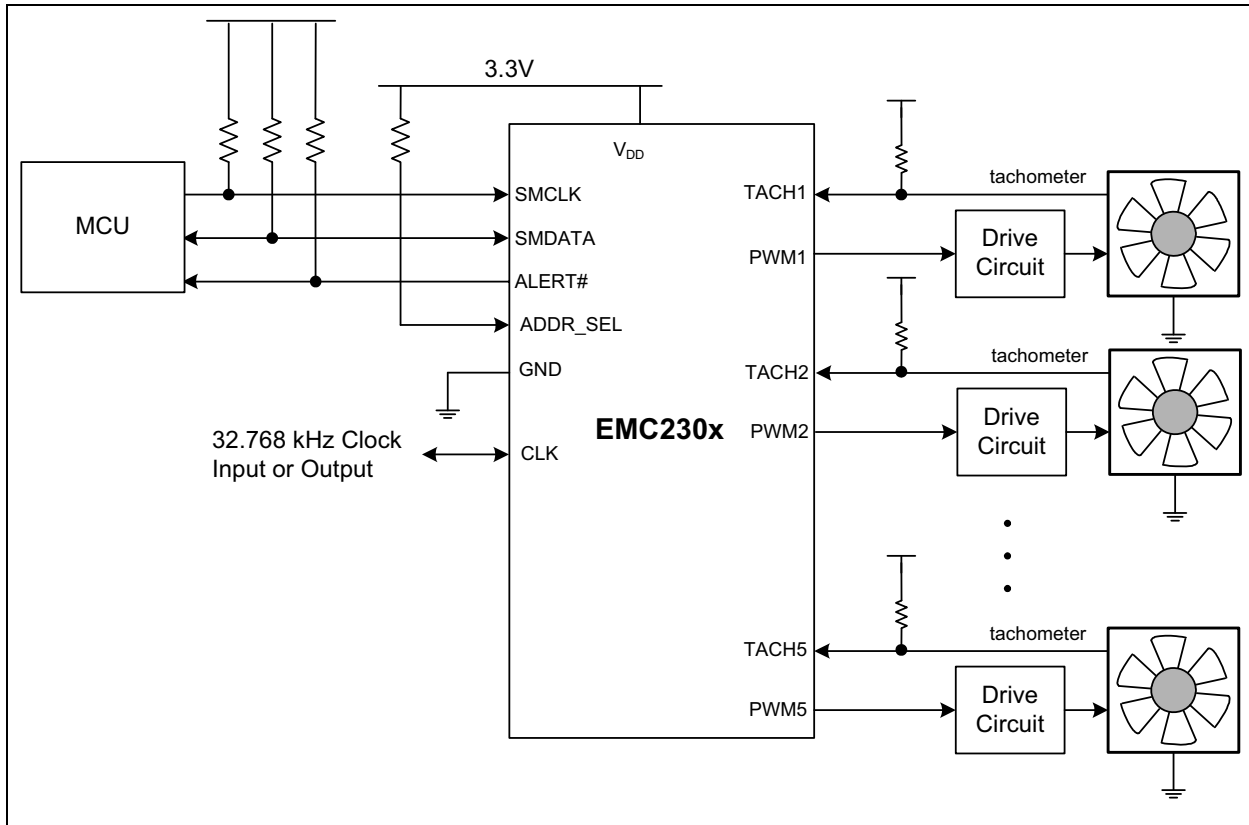 3.3V
V_DD
MCU
SMCLK
SMDATA
ALERT#
ADDR_SEL
GND
32.768 kHz Clock
Input or Output
CLK
EMC230x
TACH1
tachometer
PWM1
Drive
Circuit
TACH2
tachometer
PWM2
Drive
Circuit
TACH5
tachometer
PWM5
Drive
Circuit